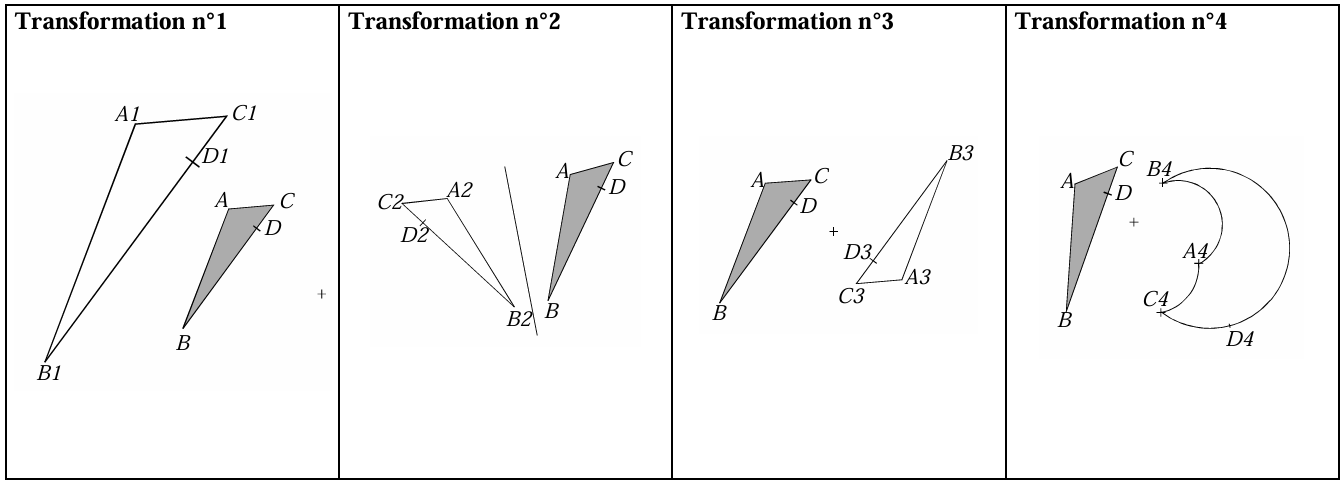 Transformation n°1
A1
C1
D1
A
C
D
B
B1
Transformation n°2
C
A
D
A2
C2
D2
B2
B
Transformation n°3
B3
A
C
D
D3
A3
C3
B
Transformation n°4
C
B4
A
D
A4
C4
B
D4